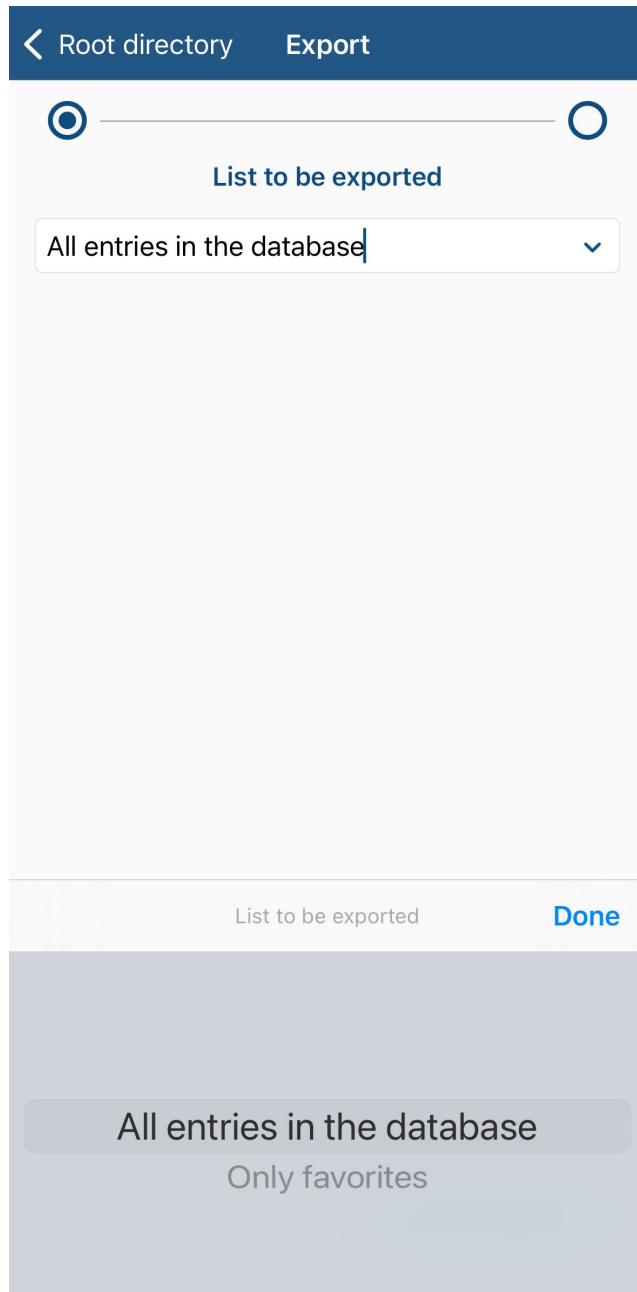 Root directory Export
List to be exported
All entries in the database
List to be exported Done
All entries in the database
Only favorites